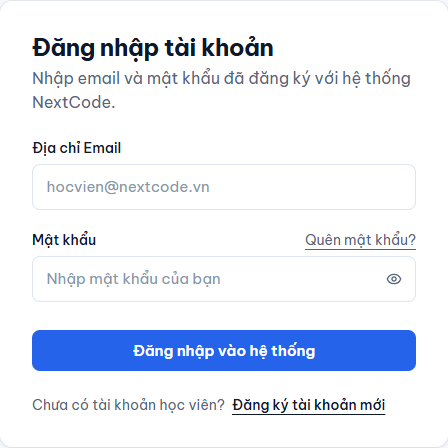 Đăng nhập tài khoản
Nhập email và mật khẩu đã đăng ký với hệ thống
NextCode.
Địa chỉ Email
hocvien@nextcode.vn
Mật khẩu Quên mật khẩu?
Nhập mật khẩu của bạn
Đăng nhập vào hệ thống
Chưa có tài khoản học viên? Đăng ký tài khoản mới